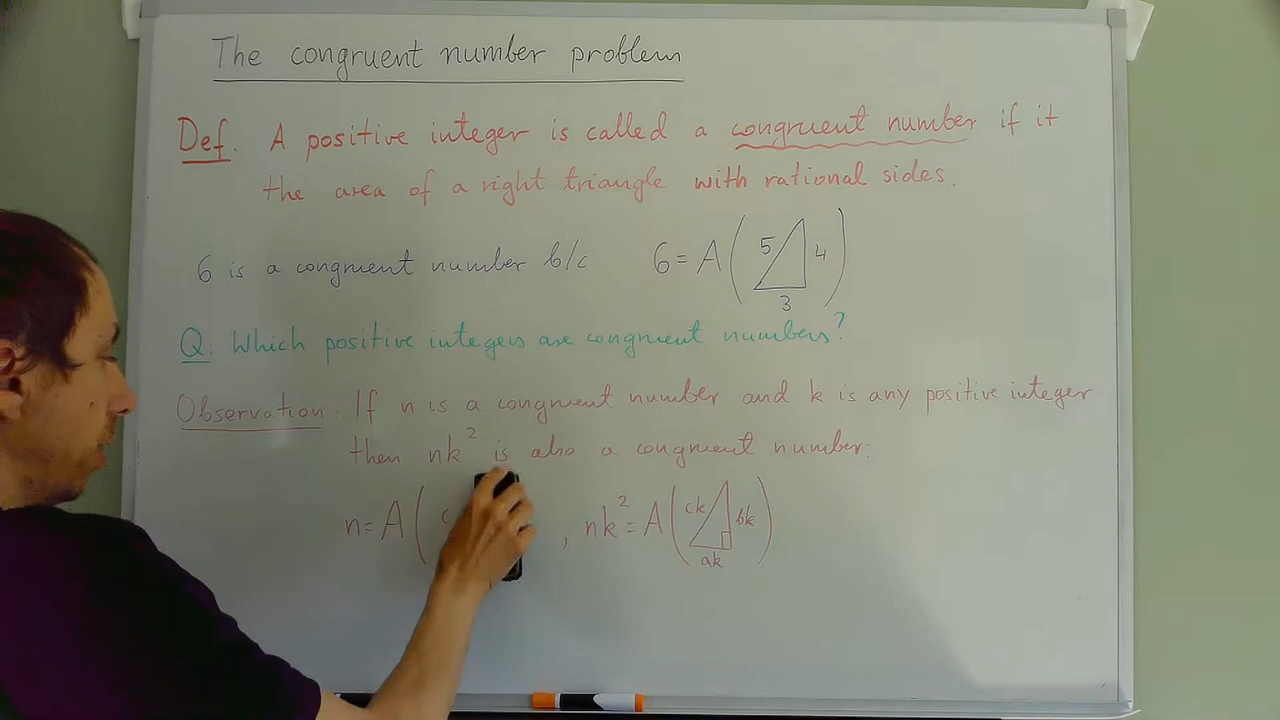 The congruent number problem
Def. A positive integer is called a congruent number if it
the area of a right triangle with rational sides.
6 is a congruent number b/c 6 = A( 5 4 3 )
Q: Which positive integers are congruent numbers?
Observation: If n is a congruent number and k is any positive integer
then nk² is also a congruent number:
n = A( c , nk² = A( ck bk ak )